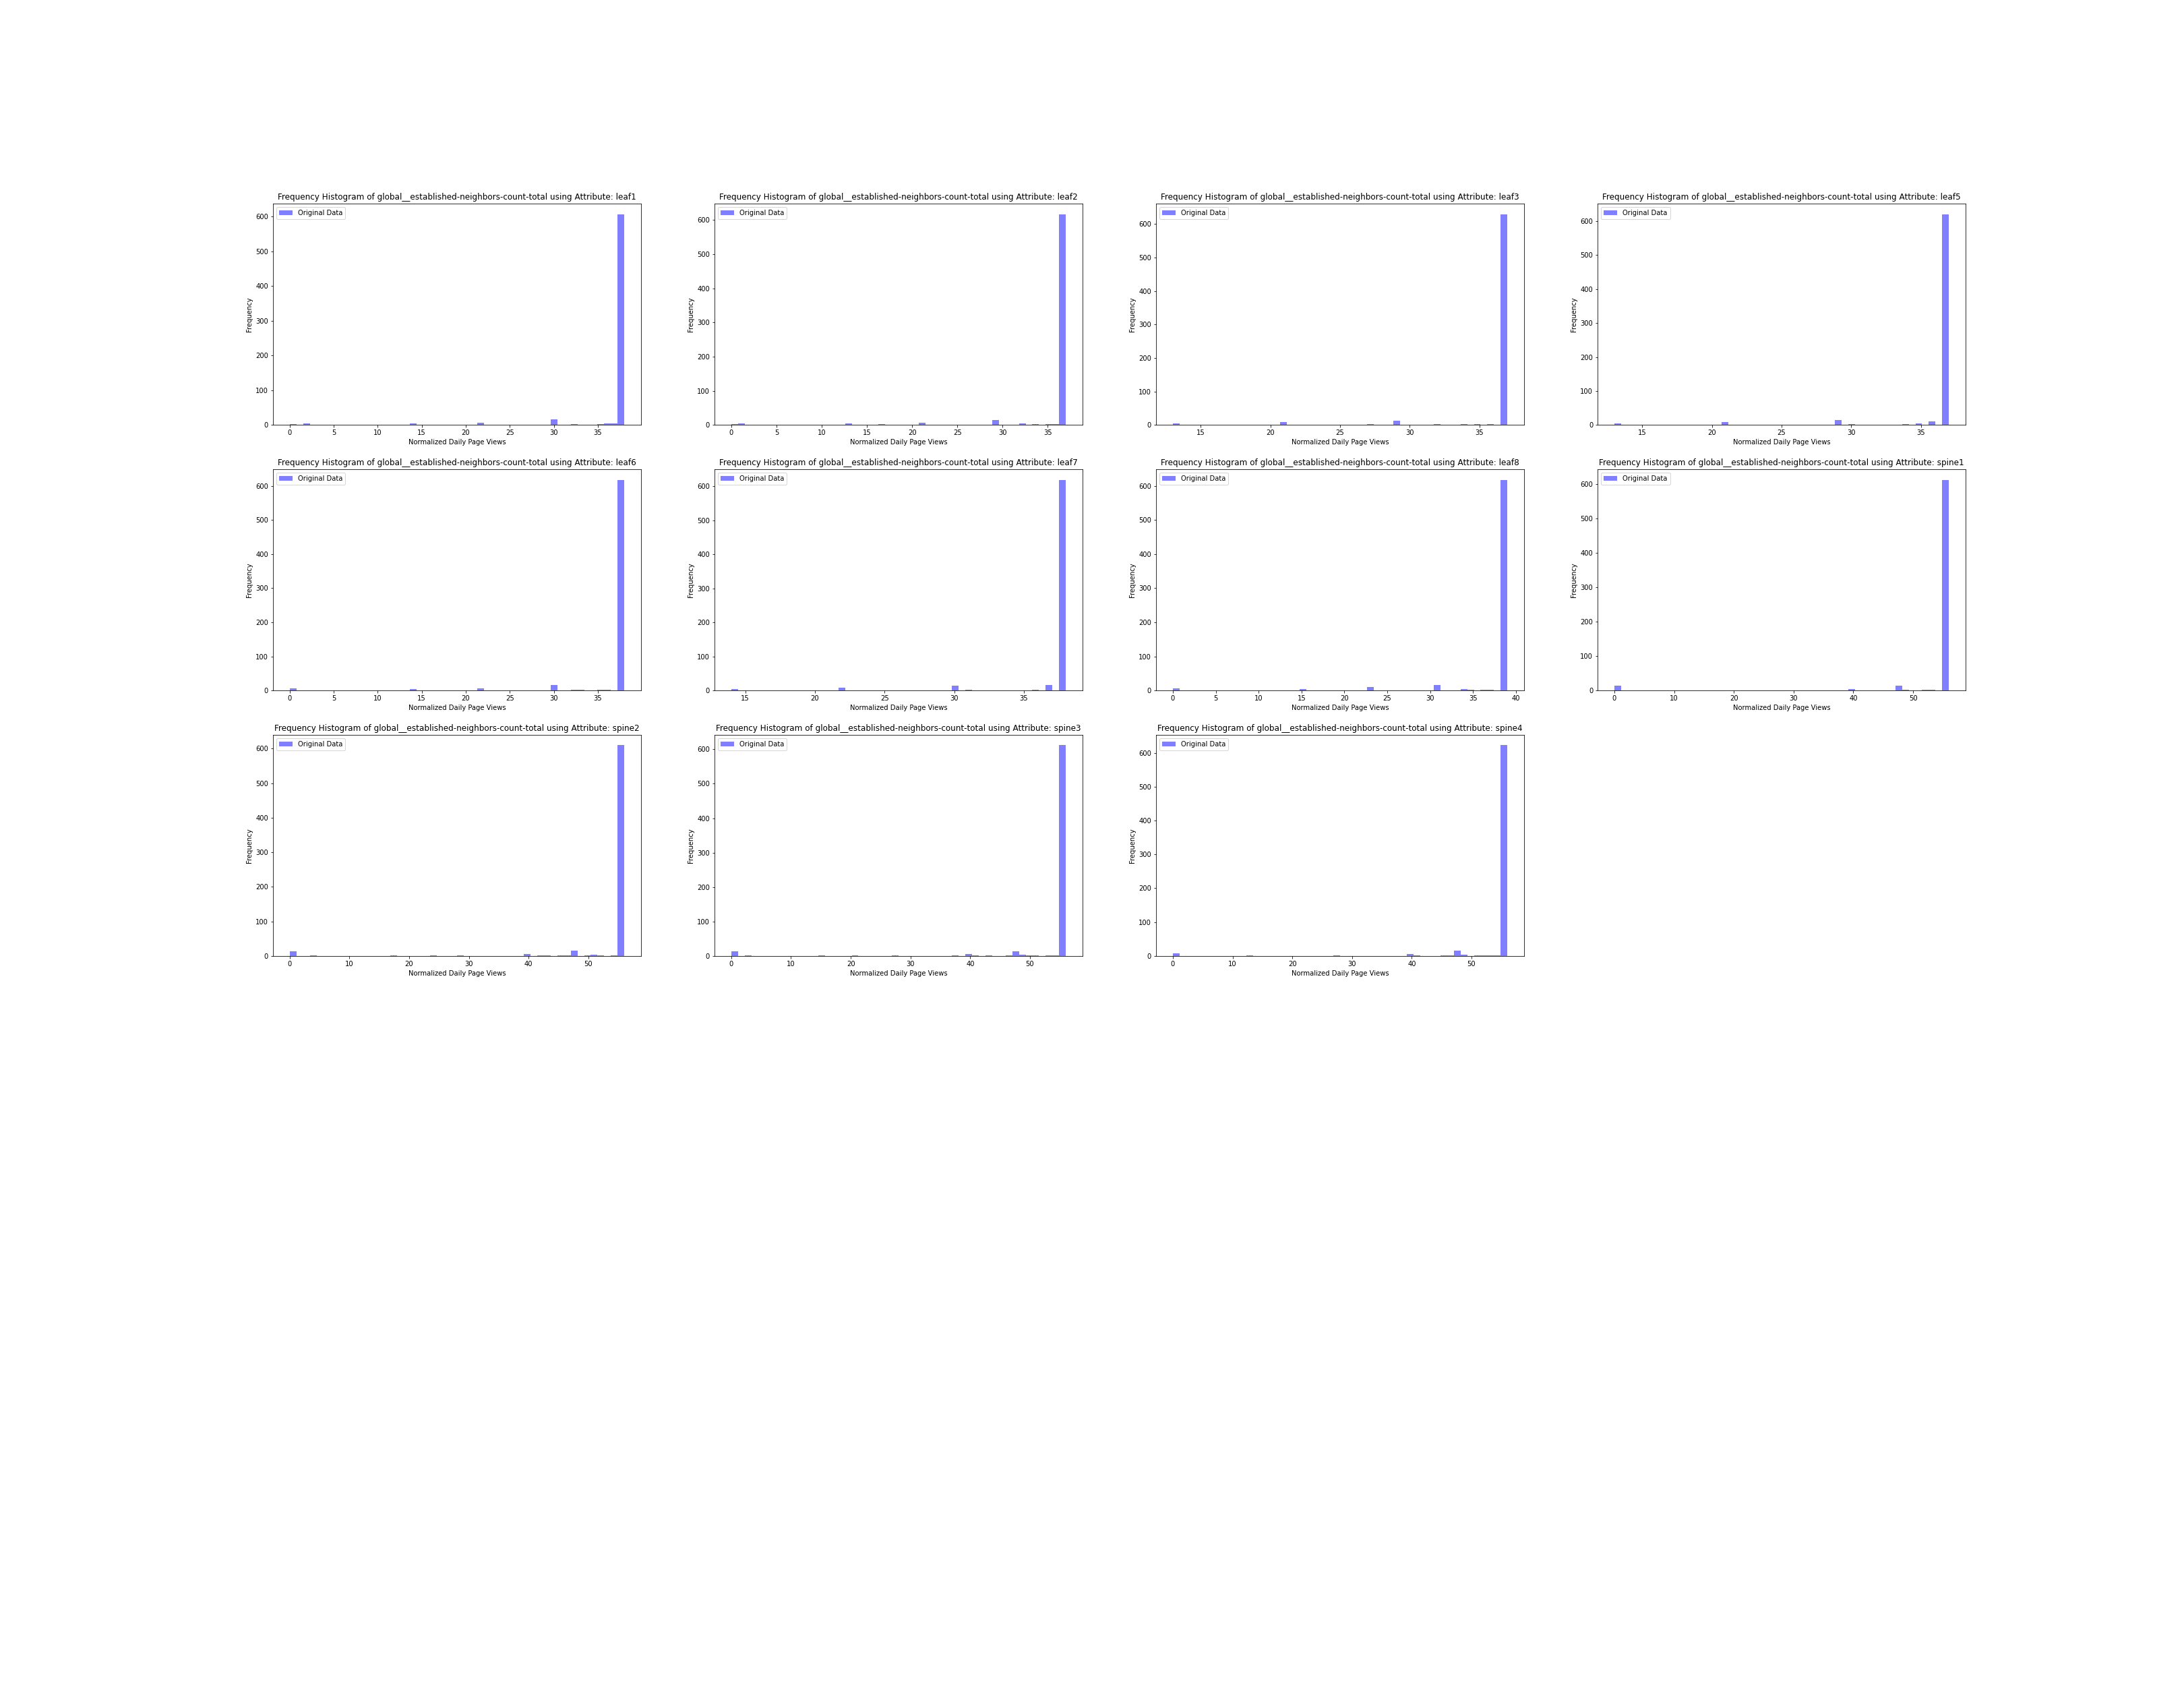 Frequency Histogram of global__established-neighbors-count-total using Attribute: leaf1
Original Data
Frequency
600
500
400
300
200
100
0
0 5 10 15 20 25 30 35
Normalized Daily Page Views
Frequency Histogram of global__established-neighbors-count-total using Attribute: leaf2
Original Data
Frequency
600
500
400
300
200
100
0
0 5 10 15 20 25 30 35
Normalized Daily Page Views
Frequency Histogram of global__established-neighbors-count-total using Attribute: leaf3
Original Data
Frequency
600
500
400
300
200
100
0
15 20 25 30 35
Normalized Daily Page Views
Frequency Histogram of global__established-neighbors-count-total using Attribute: leaf5
Original Data
Frequency
600
500
400
300
200
100
0
15 20 25 30 35
Normalized Daily Page Views
Frequency Histogram of global__established-neighbors-count-total using Attribute: leaf6
Original Data
Frequency
600
500
400
300
200
100
0
0 5 10 15 20 25 30 35
Normalized Daily Page Views
Frequency Histogram of global__established-neighbors-count-total using Attribute: leaf7
Original Data
Frequency
600
500
400
300
200
100
0
15 20 25 30 35
Normalized Daily Page Views
Frequency Histogram of global__established-neighbors-count-total using Attribute: leaf8
Original Data
Frequency
600
500
400
300
200
100
0
0 5 10 15 20 25 30 35 40
Normalized Daily Page Views
Frequency Histogram of global__established-neighbors-count-total using Attribute: spine1
Original Data
Frequency
600
500
400
300
200
100
0
0 10 20 30 40 50
Normalized Daily Page Views
Frequency Histogram of global__established-neighbors-count-total using Attribute: spine2
Original Data
Frequency
600
500
400
300
200
100
0
0 10 20 30 40 50
Normalized Daily Page Views
Frequency Histogram of global__established-neighbors-count-total using Attribute: spine3
Original Data
Frequency
600
500
400
300
200
100
0
0 10 20 30 40 50
Normalized Daily Page Views
Frequency Histogram of global__established-neighbors-count-total using Attribute: spine4
Original Data
Frequency
600
500
400
300
200
100
0
0 10 20 30 40 50
Normalized Daily Page Views